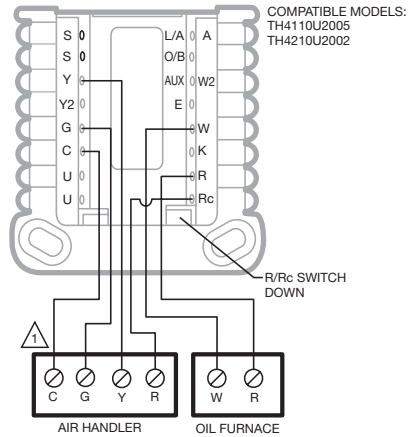 COMPATIBLE MODELS:
TH4110U2005
TH4210U2002
S L/A A
S O/B
Y AUX W2
Y2 E
G W
C K
U R
U Rc
R/Rc SWITCH
DOWN
1
C G Y R W R
AIR HANDLER OIL FURNACE